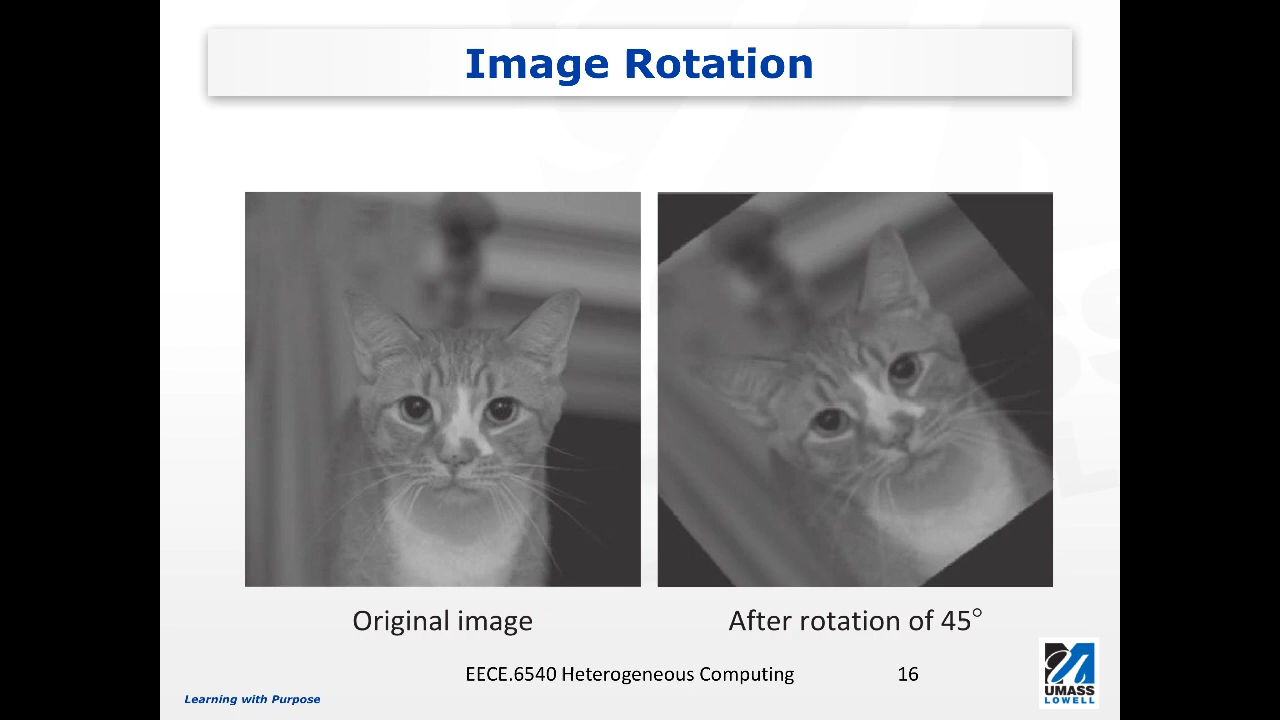 Image Rotation
Original image
After rotation of 45°
EECE.6540 Heterogeneous Computing
16
UMASS
LOWELL
Learning with Purpose